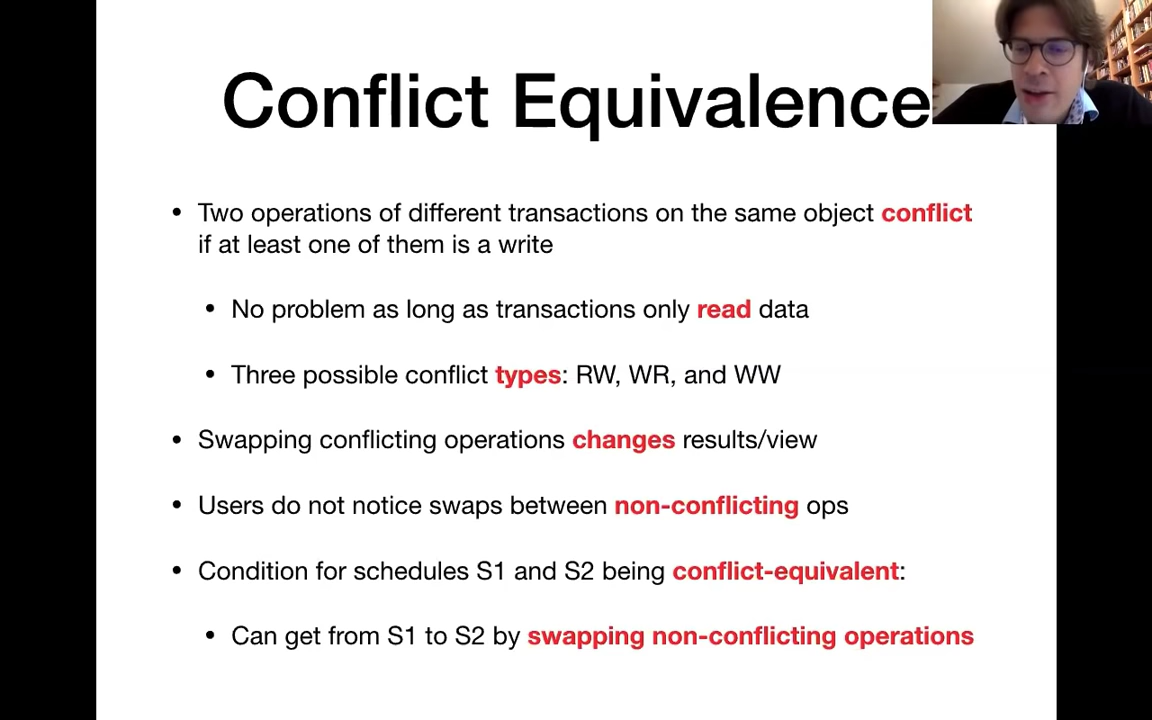 Conflict Equivalence
• Two operations of different transactions on the same object conflict
if at least one of them is a write
• No problem as long as transactions only read data
• Three possible conflict types: RW, WR, and WW
• Swapping conflicting operations changes results/view
• Users do not notice swaps between non-conflicting ops
• Condition for schedules S1 and S2 being conflict-equivalent:
• Can get from S1 to S2 by swapping non-conflicting operations